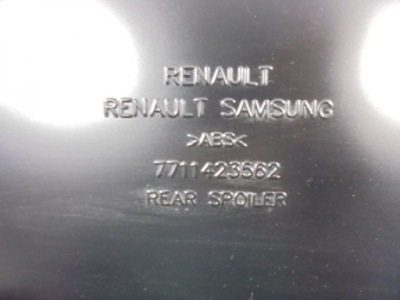 RENAULT
RENAULT SAMSUNG
>ABS<
7711423662
REAR SPOILER